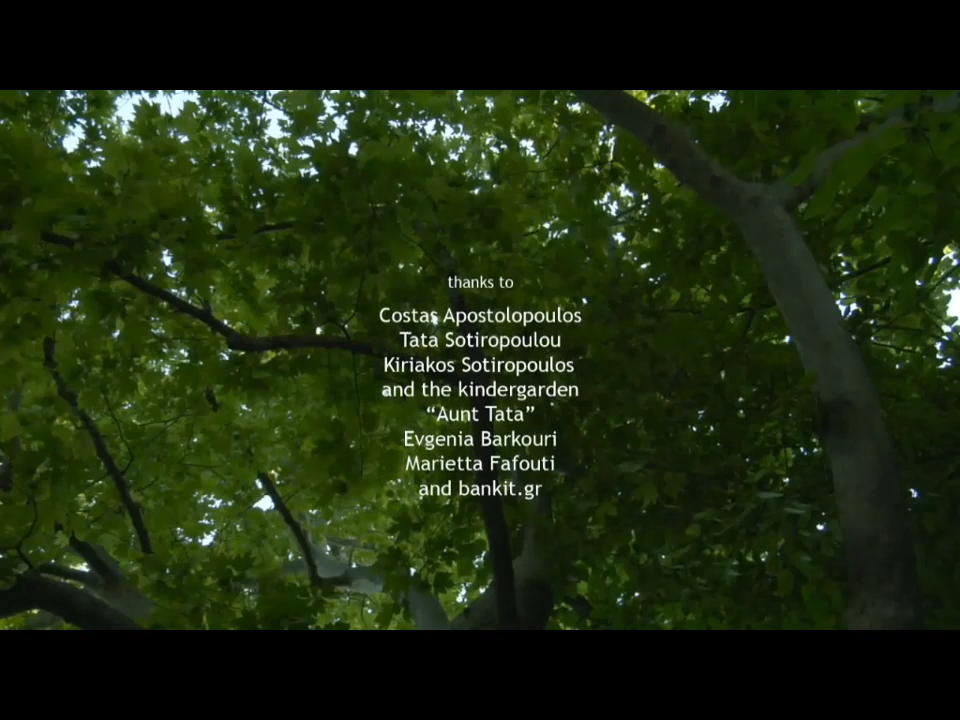 thanks to
Costas Apostolopoulos
Tata Sotiropoulou
Kiriakos Sotiropoulos
and the kindergarden
“Aunt Tata”
Evgenia Barkouri
Marietta Fafouti
and bankit.gr